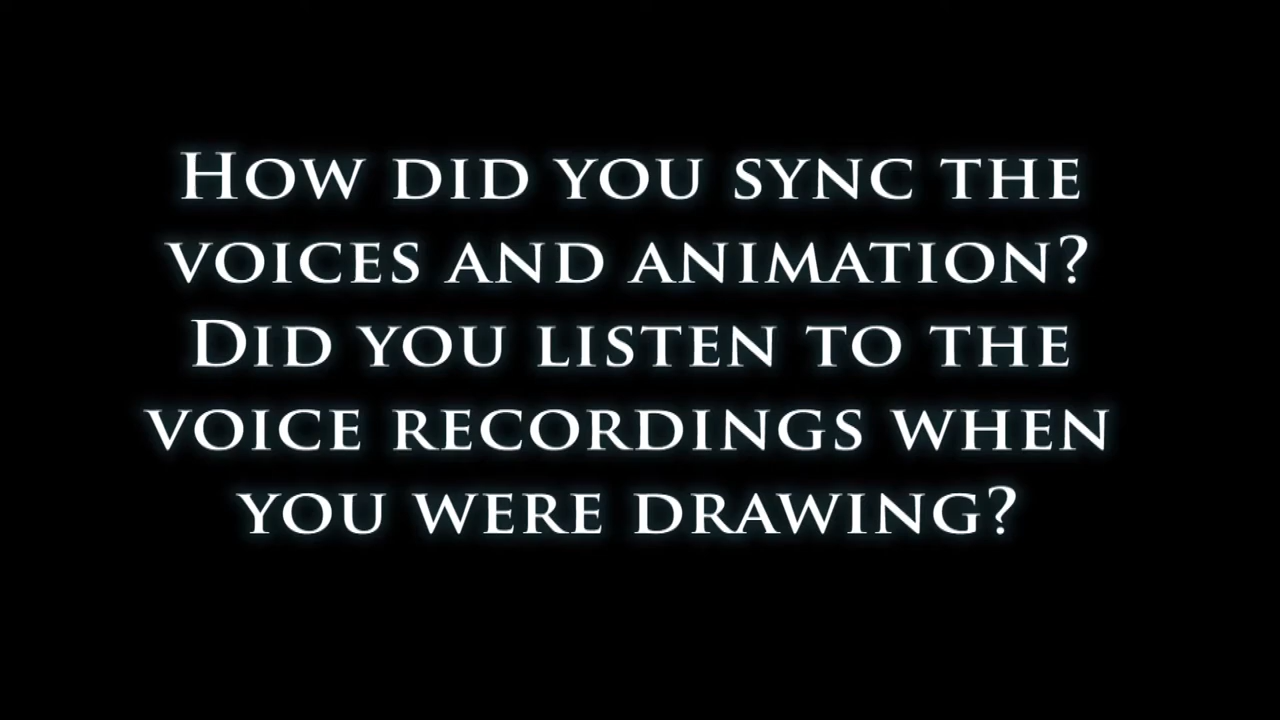 How did you sync the
voices and animation?
Did you listen to the
voice recordings when
you were drawing?